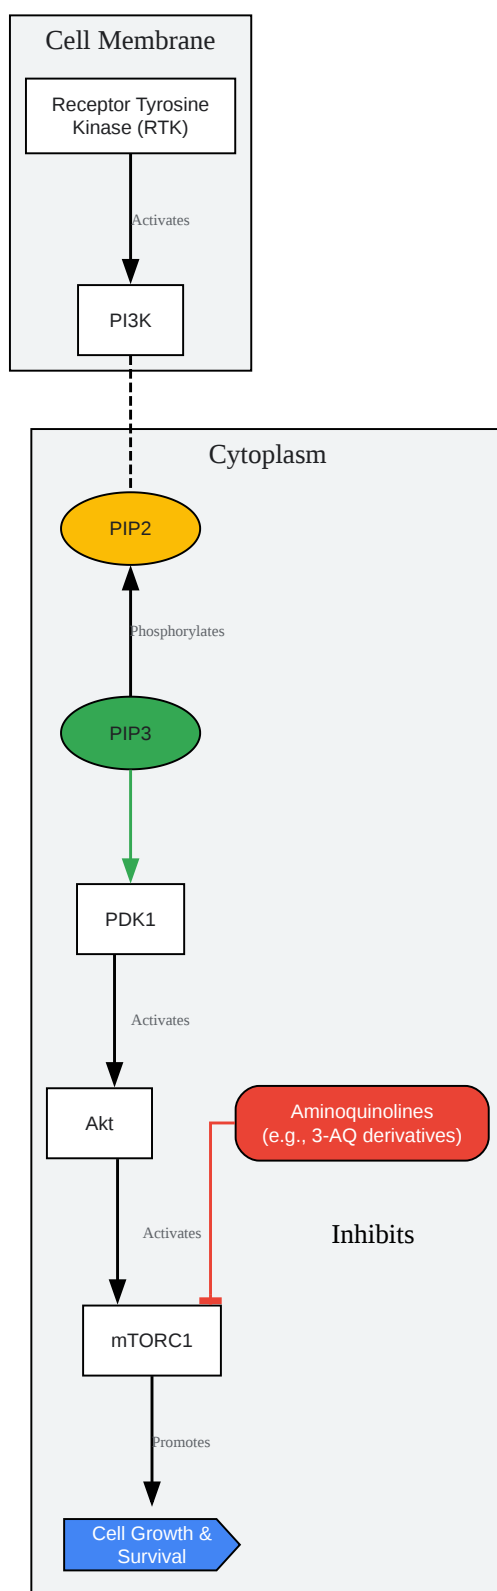 Cell Membrane
Receptor Tyrosine
Kinase (RTK)
Activates
PI3K
Cytoplasm
PIP2
Phosphorylates
PIP3
PDK1
Activates
Akt
Aminoquinolines
(e.g., 3-AQ derivatives)
Activates
Inhibits
mTORC1
Promotes
Cell Growth &
Survival